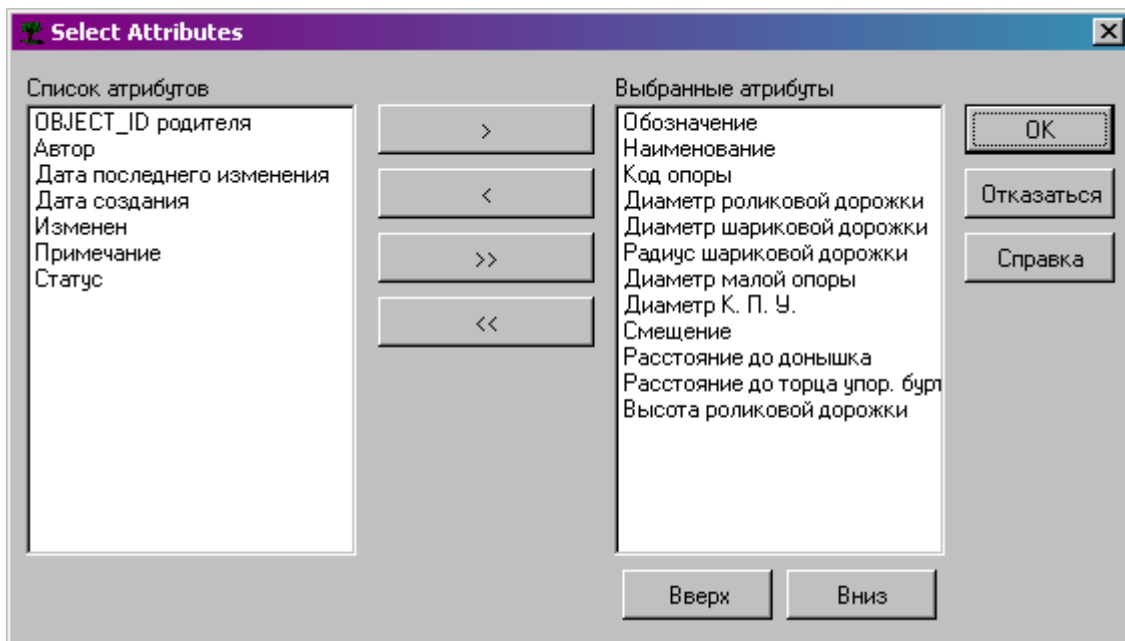 Select Attributes
Список атрибутов
OBJECT_ID родителя
Автор
Дата последнего изменения
Дата создания
Изменен
Примечание
Статус
>
<
>>
<<
Выбранные атрибуты
Обозначение
Наименование
Код опоры
Диаметр роликовой дорожки
Диаметр шариковой дорожки
Радиус шариковой дорожки
Диаметр малой опоры
Диаметр К. П. У.
Смещение
Расстояние до донышка
Расстояние до торца упор. бурт
Высота роликовой дорожки
OK
Отказаться
Справка
Вверх
Вниз